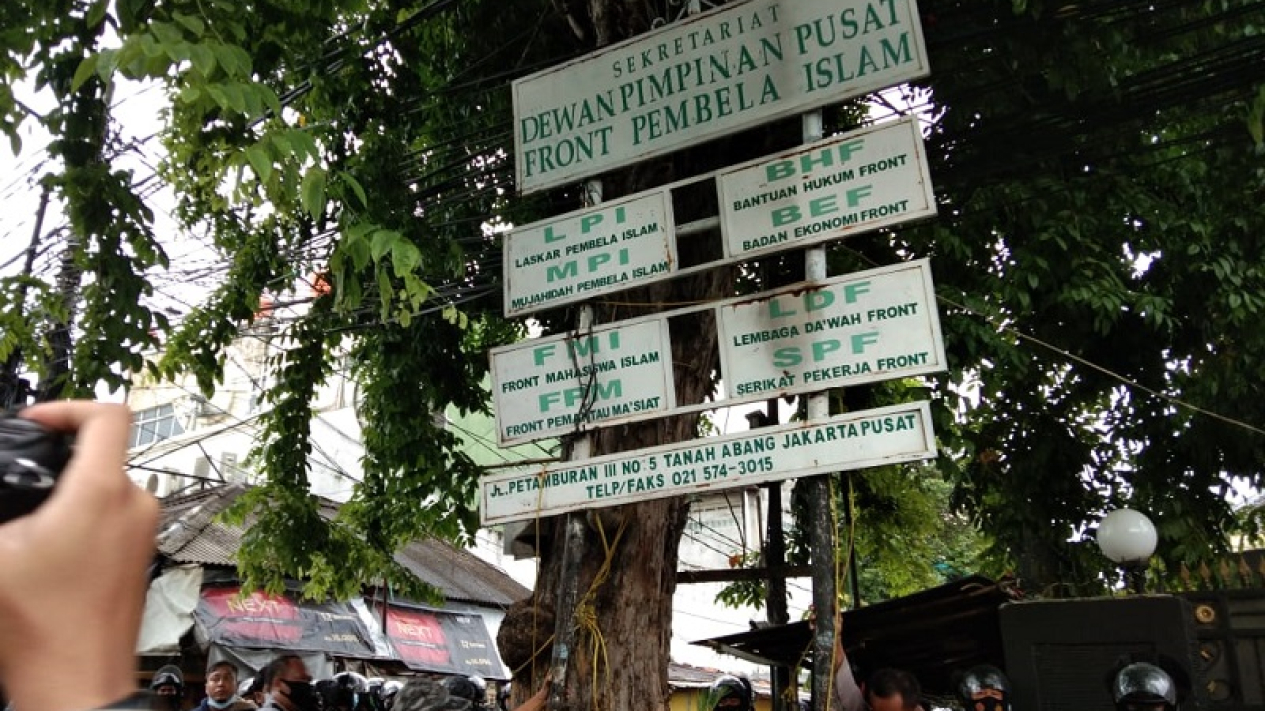 SEKRETARIAT
DEWAN PIMPINAN PUSAT
FRONT PEMBELA ISLAM
LPI
LASKAR PEMBELA ISLAM
MPI
MUJAHIDAH PEMBELA ISLAM
BHF
BANTUAN HUKUM FRONT
BEF
BADAN EKONOMI FRONT
FMI
FRONT MAHASISWA ISLAM
FPM
FRONT PEMANTAU MA'SIAT
LDF
LEMBAGA DA'WAH FRONT
SPF
SERIKAT PEKERJA FRONT
JL.PETAMBURAN III NO: 5 TANAH ABANG JAKARTA PUSAT
TELP/FAKS 021 574-3015
NEXT
NEXT